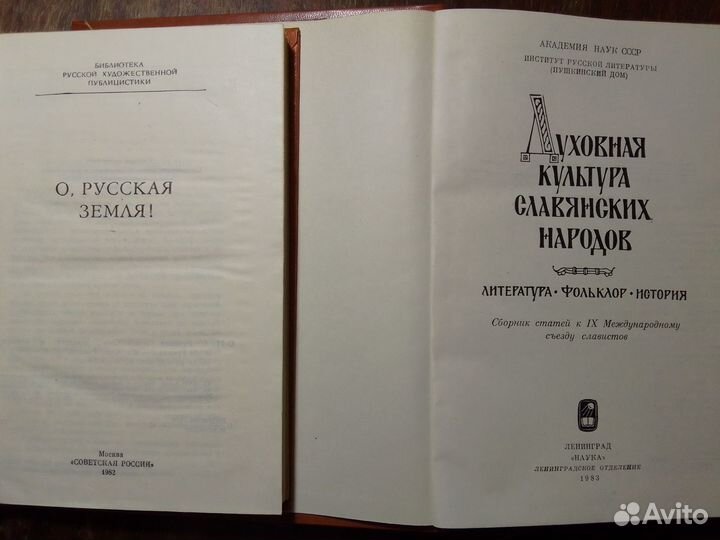 БИБЛИОТЕКА
РУССКОЙ ХУДОЖЕСТВЕННОЙ
ПУБЛИЦИСТИКИ
О, РУССКАЯ
ЗЕМЛЯ!
Москва
«СОВЕТСКАЯ РОССИЯ»
1982
АКАДЕМИЯ НАУК СССР
ИНСТИТУТ РУССКОЙ ЛИТЕРАТУРЫ
(ПУШКИНСКИЙ ДОМ)
ДУХОВНАЯ
КУЛЬТУРА
СЛАВЯНСКИХ
НАРОДОВ
ЛИТЕРАТУРА • ФОЛЬКЛОР • ИСТОРИЯ
Сборник статей к IX Международному
съезду славистов
ЛЕНИНГРАД
«НАУКА»
ЛЕНИНГРАДСКОЕ ОТДЕЛЕНИЕ
1983
Avito